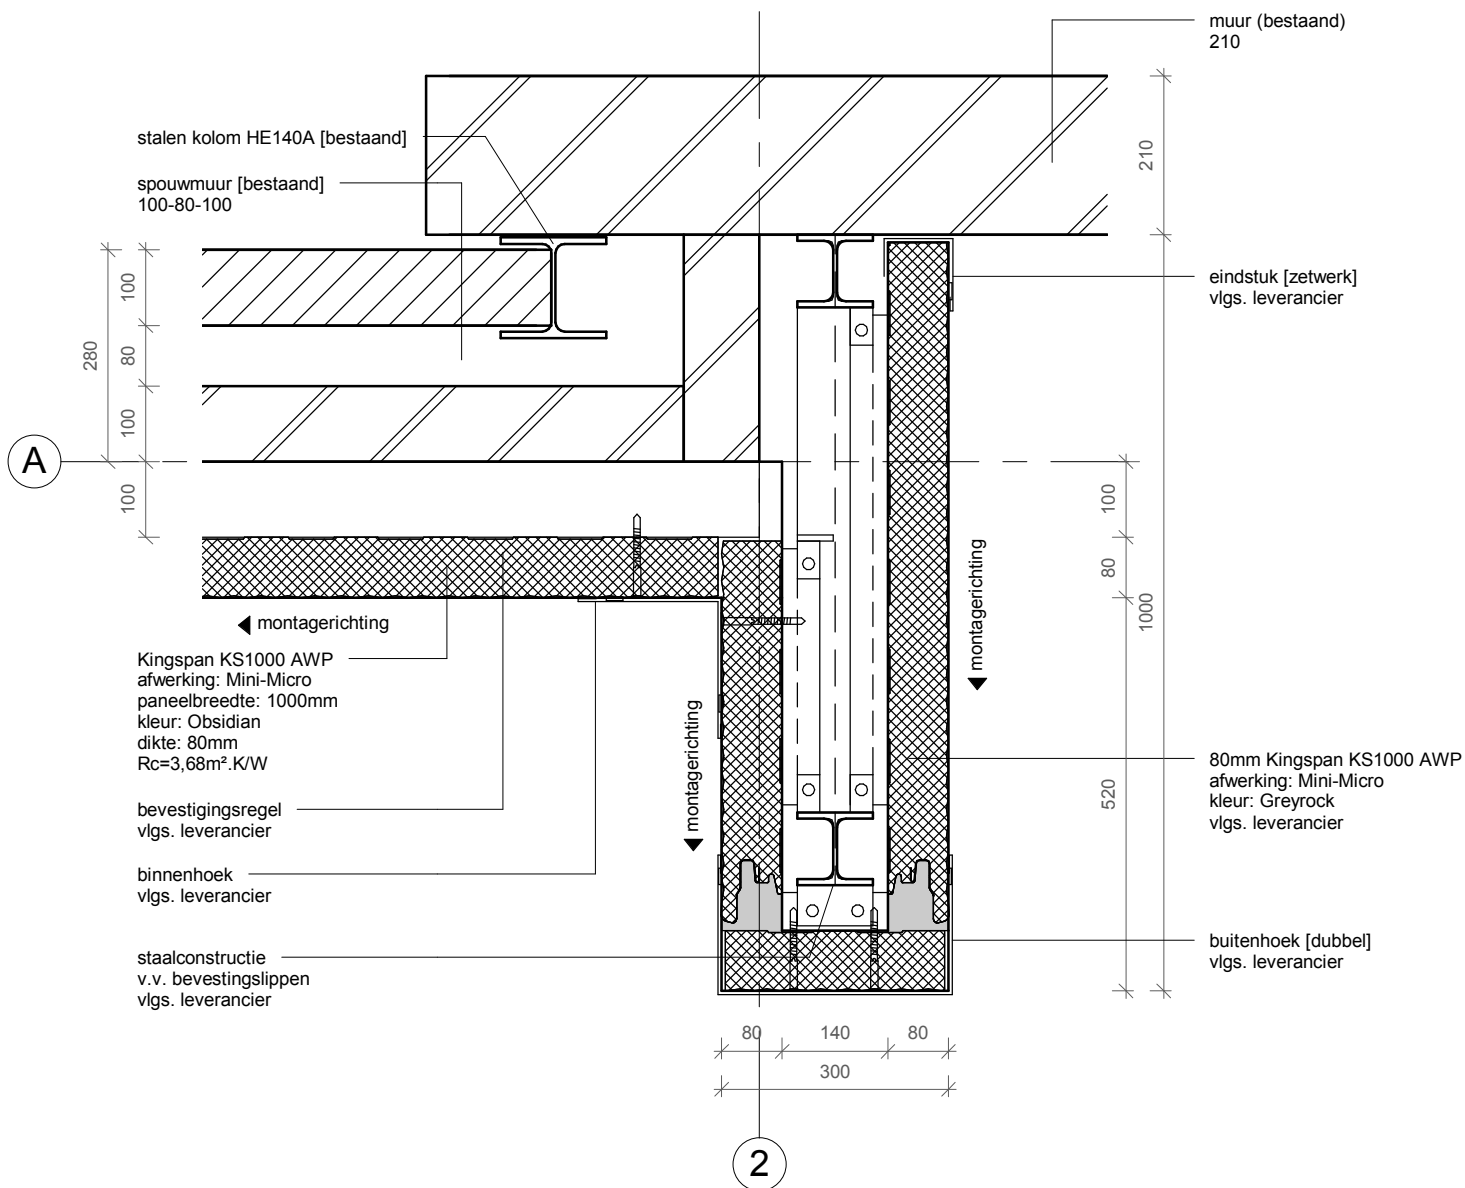 muur (bestaand)
210
stalen kolom HE140A [bestaand]
spouwmuur [bestaand]
100-80-100
210
eindstuk [zetwerk]
vlgs. leverancier
280
100
80
100
100
A
100
80
1000
520
montagerichting
montagerichting
montagerichting
Kingspan KS1000 AWP
afwerking: Mini-Micro
paneelbreedte: 1000mm
kleur: Obsidian
dikte: 80mm
Rc=3,68m².K/W
bevestigingsregel
vlgs. leverancier
binnenhoek
vlgs. leverancier
staalconstructie
v.v. bevestingslippen
vlgs. leverancier
80mm Kingspan KS1000 AWP
afwerking: Mini-Micro
kleur: Greyrock
vlgs. leverancier
buitenhoek [dubbel]
vlgs. leverancier
80
140
80
300
2